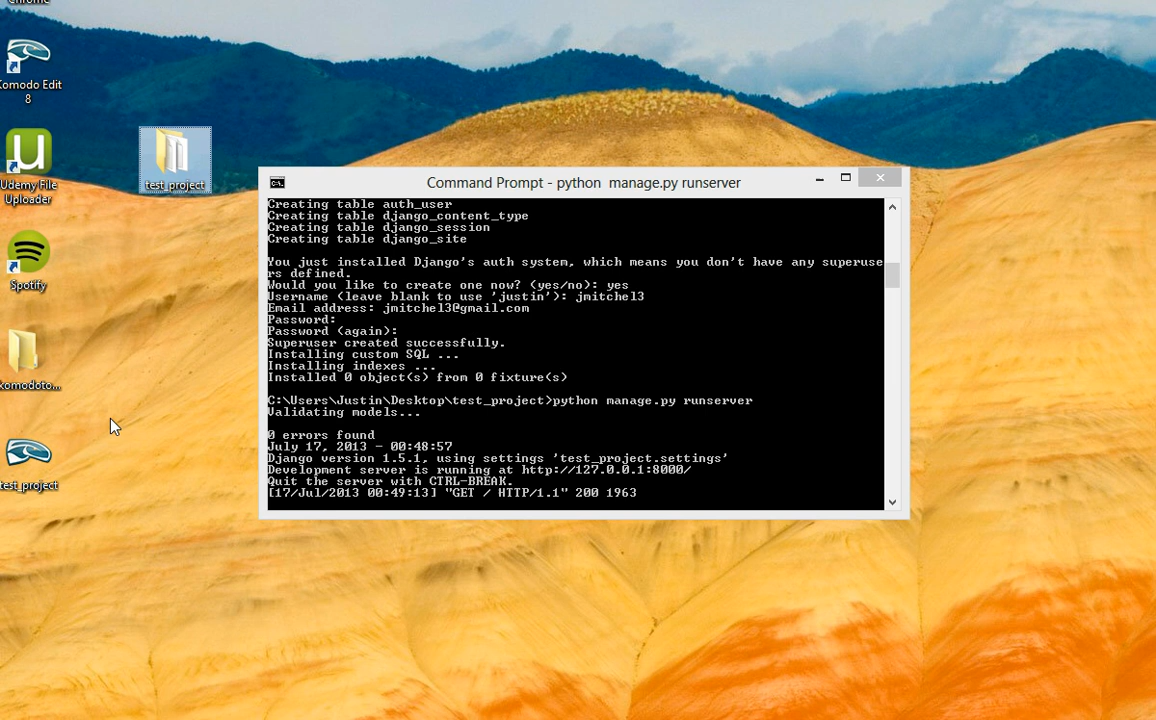 Chrome
Komodo Edit
8
Udemy File
Uploader
Spotify
komodoto...
test_project
test_project
C:\.
Command Prompt - python  manage.py runserver
Creating table auth_user
Creating table django_content_type
Creating table django_session
Creating table django_site
You just installed Django's auth system, which means you don't have any superuse
rs defined.
Would you like to create one now? (yes/no): yes
Username (leave blank to use 'justin'): jmitchel3
Email address: jmitchel3@gmail.com
Password:
Password (again):
Superuser created successfully.
Installing custom SQL ...
Installing indexes ...
Installed 0 object(s) from 0 fixture(s)
C:\Users\Justin\Desktop\test_project>python manage.py runserver
Validating models...
0 errors found
July 17, 2013 - 00:48:57
Django version 1.5.1, using settings 'test_project.settings'
Development server is running at http://127.0.0.1:8000/
Quit the server with CTRL-BREAK.
[17/Jul/2013 00:49:13] "GET / HTTP/1.1" 200 1963